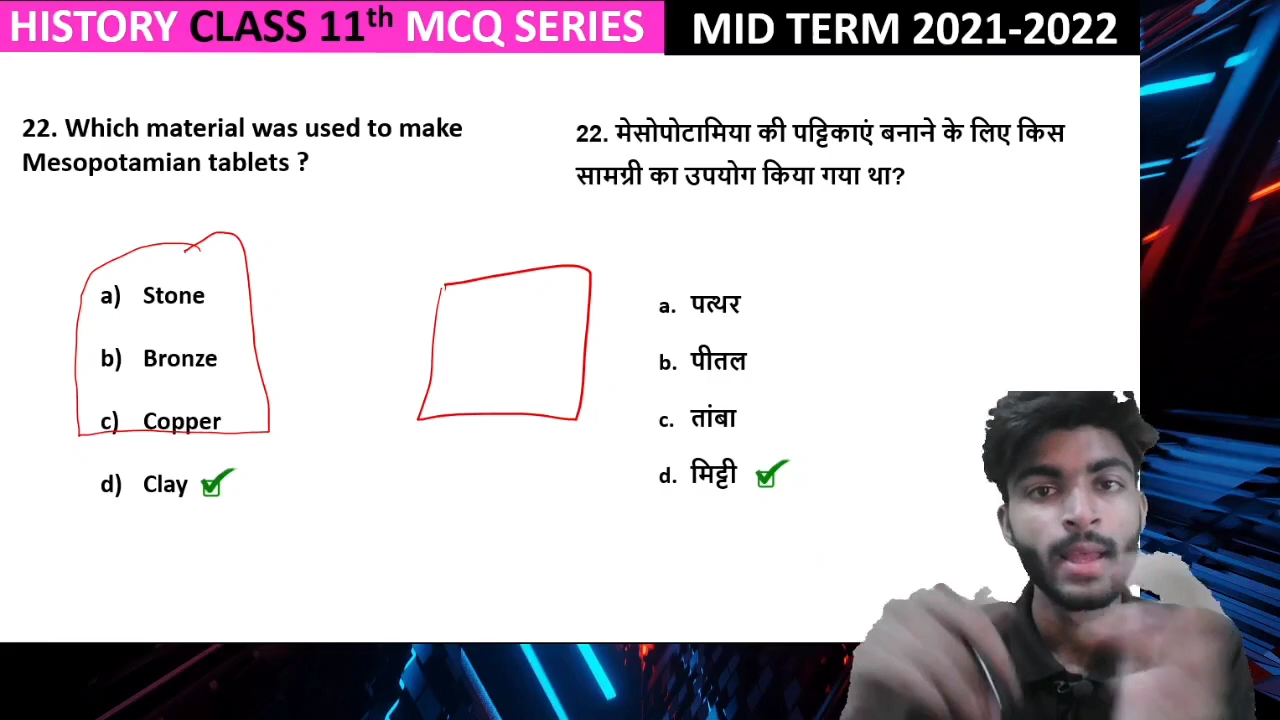 HISTORY CLASS 11th MCQ SERIES
MID TERM 2021-2022
22. Which material was used to make
Mesopotamian tablets ?
a) Stone
b) Bronze
c) Copper
d) Clay
22. मेसोपोटामिया की पट्टिकाएं बनाने के लिए किस
सामग्री का उपयोग किया गया था?
a. पत्थर
b. पीतल
c. तांबा
d. मिट्टी